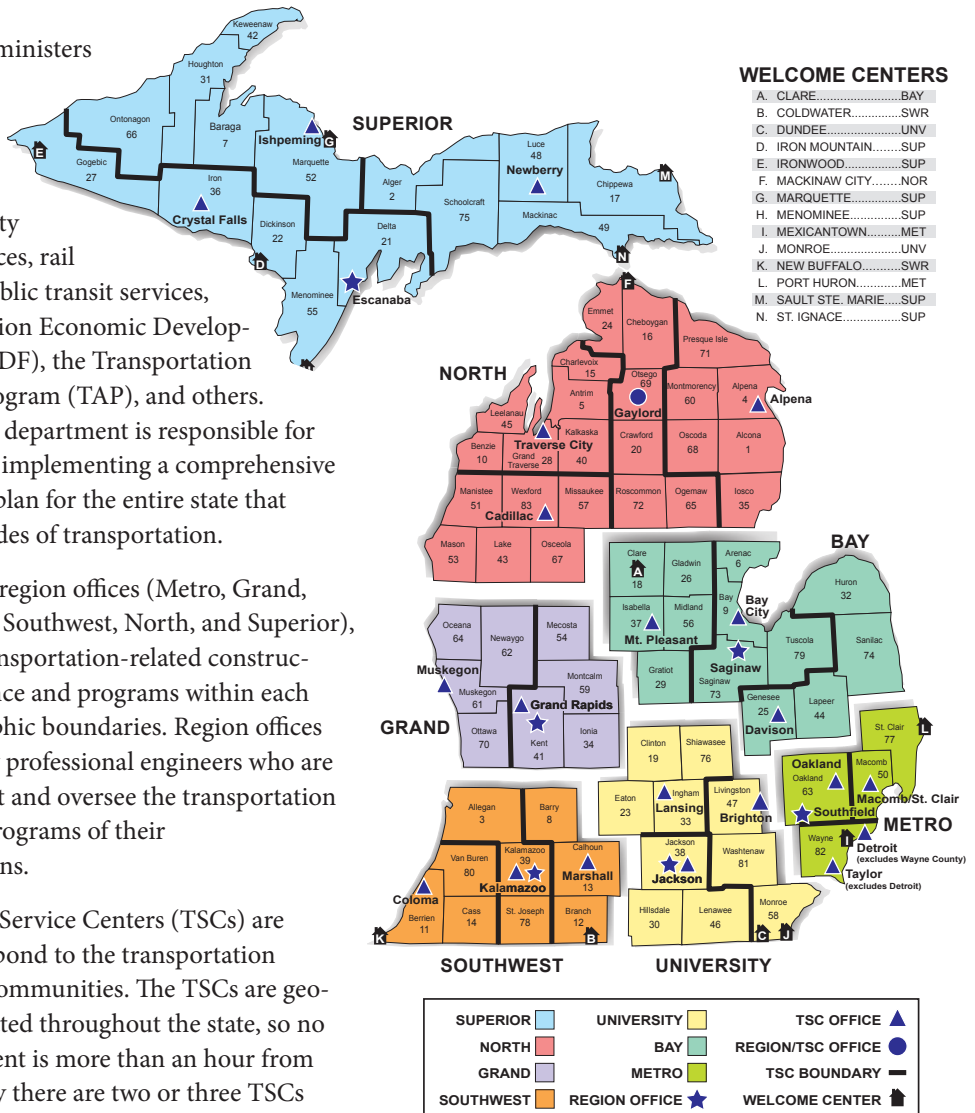 ministers
ty
ces, rail
blic transit services,
ion Economic Develop-
DF), the Transportation
ogram (TAP), and others.
department is responsible for
implementing a comprehensive
plan for the entire state that
des of transportation.
region offices (Metro, Grand,
Southwest, North, and Superior),
nsportation-related construc-
nce and programs within each
phic boundaries. Region offices
professional engineers who are
t and oversee the transportation
rograms of their
ns.
Service Centers (TSCs) are
pond to the transportation
ommunities. The TSCs are geo-
ted throughout the state, so no
ent is more than an hour from
y there are two or three TSCs
WELCOME CENTERS
A. CLARE........................BAY
B. COLDWATER..............SWR
C. DUNDEE.....................UNV
D. IRON MOUNTAIN........SUP
E. IRONWOOD.................SUP
F. MACKINAW CITY........NOR
G. MARQUETTE..............SUP
H. MENOMINEE...............SUP
I. MEXICANTOWN..........MET
J. MONROE....................UNV
K. NEW BUFFALO...........SWR
L. PORT HURON.............MET
M. SAULT STE. MARIE.....SUP
N. ST. IGNACE.................SUP
SUPERIOR
Keweenaw
42
Houghton
31
Ontonagon
66
Baraga
7
Ishpeming
G
E
Gogebic
27
Iron
36
Crystal Falls
Marquette
52
Alger
2
Luce
48
Newberry
M
Chippewa
17
Schoolcraft
75
Mackinac
49
N
Dickinson
22
D
Delta
21
Escanaba
Menominee
55
NORTH
F
Emmet
24
Cheboygan
16
Presque Isle
71
Charlevoix
15
Otsego
69
Gaylord
Montmorency
60
Alpena
4
Alpena
Antrim
5
Leelanau
45
Traverse City
Kalkaska
40
Benzie
10
Grand
Traverse 28
Crawford
20
Oscoda
68
Alcona
1
Manistee
51
Wexford
83
Cadillac
Missaukee
57
Roscommon
72
Ogemaw
65
Iosco
35
Mason
53
Lake
43
Osceola
67
BAY
Clare
A
18
Gladwin
26
Arenac
6
Huron
32
Isabella
37
Mt. Pleasant
Midland
56
Bay
9
Bay
City
Tuscola
79
Sanilac
74
Gratiot
29
Saginaw
Saginaw
73
Genesee
25
Davison
Lapeer
44
GRAND
Oceana
64
Newaygo
62
Mecosta
54
Muskegon
Muskegon
61
Montcalm
59
Grand Rapids
Ottawa
70
Kent
41
Ionia
34
METRO
St. Clair
77
L
Oakland
Oakland
63
Southfield
Macomb
50
Macomb/St. Clair
Wayne
82
I
Detroit
(excludes Wayne County)
Taylor
(excludes Detroit)
SOUTHWEST
Allegan
3
Barry
8
Van Buren
80
Kalamazoo
39
Kalamazoo
Calhoun
Marshall
13
Coloma
Berrien
11
Cass
14
St. Joseph
78
Branch
12
K
B
UNIVERSITY
Clinton
19
Shiawasee
76
Eaton
23
Ingham
Lansing
33
Livingston
47
Brighton
Jackson
38
Jackson
Washtenaw
81
Hillsdale
30
Lenawee
46
Monroe
58
C
J
SUPERIOR
NORTH
GRAND
SOUTHWEST
UNIVERSITY
BAY
METRO
REGION OFFICE
TSC OFFICE
REGION/TSC OFFICE
TSC BOUNDARY
WELCOME CENTER